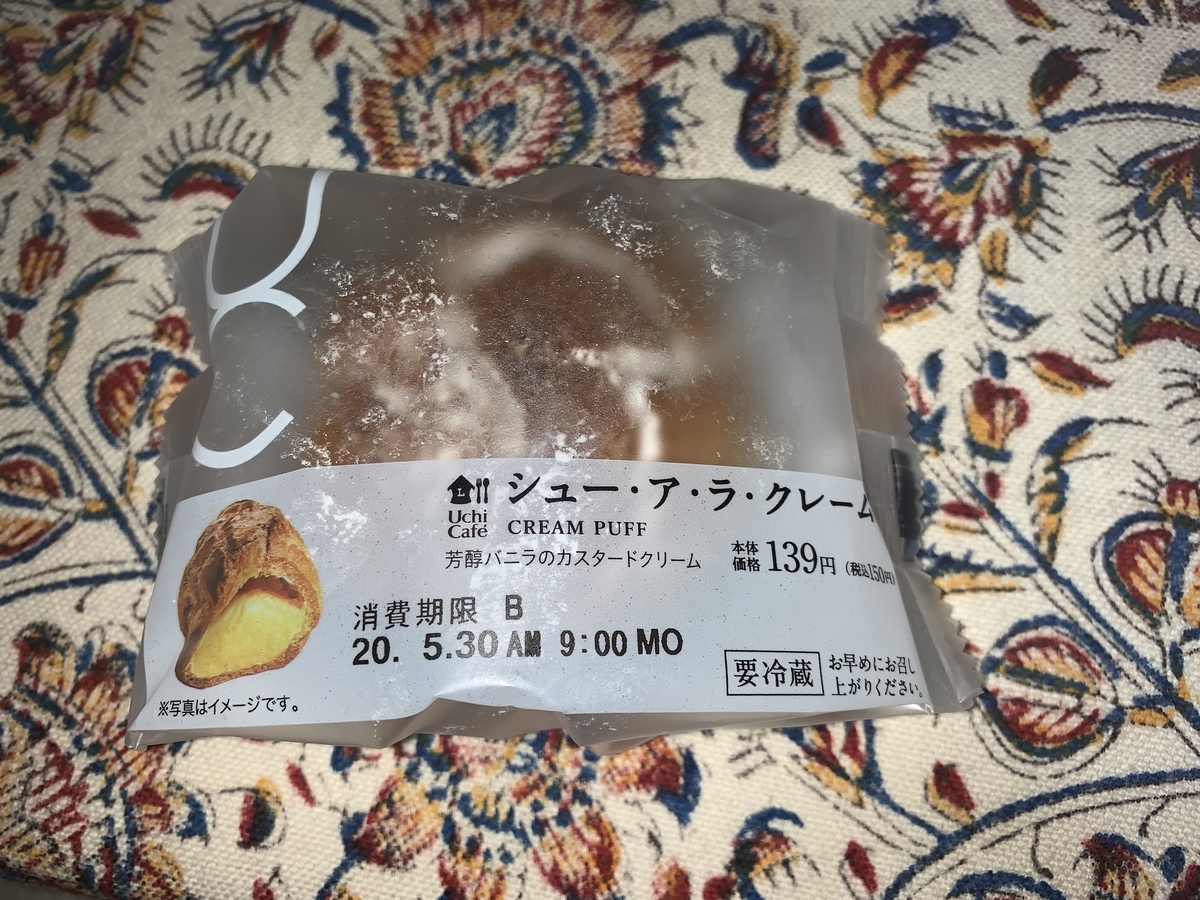 Uchi
Café
シュー・ア・ラ・クレーム
CREAM PUFF
芳醇バニラのカスタードクリーム
本体
価格 139円 (税込150円)
消費期限 B
20. 5.30 AM 9:00 MO
要冷蔵
お早めにお召し
上がりください。
※写真はイメージです。